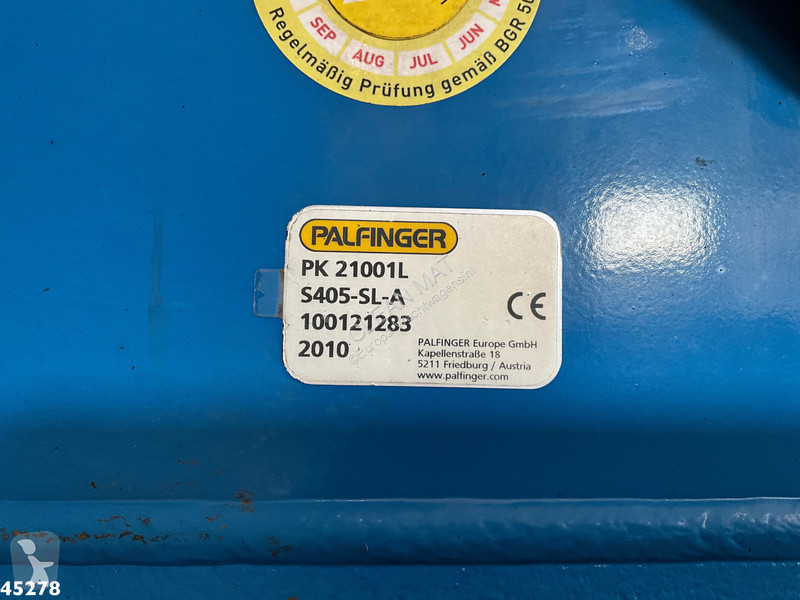 SEP AUG JUL JUN
Regelmäßig Prüfung gemäß BGR 50
PALFINGER
PK 21001L
S405-SL-A
100121283
2010
CE
PALFINGER Europe GmbH
Kapellenstraße 18
5211 Friedburg / Austria
www.palfinger.com
45278